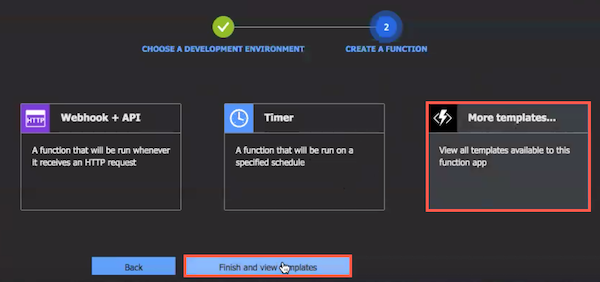 2
CHOOSE A DEVELOPMENT ENVIRONMENT
CREATE A FUNCTION
HTTP
Webhook + API
A function that will be run whenever
it receives an HTTP request
Timer
A function that will be run on a
specified schedule
More templates...
View all templates available to this
function app
Back
Finish and view templates